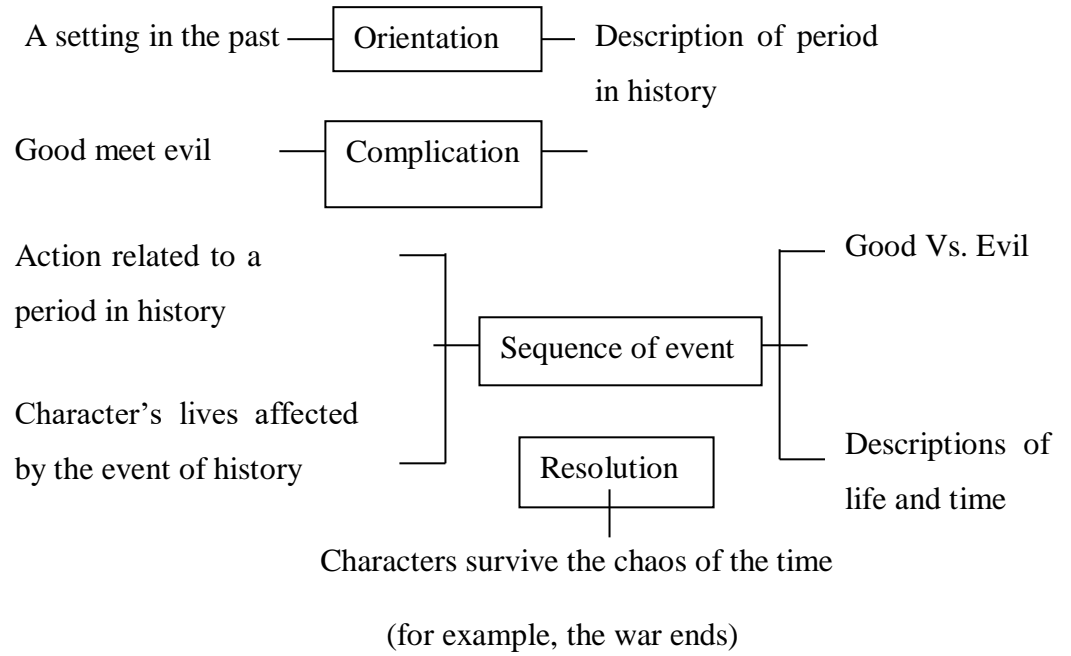 A setting in the past
Orientation
Description of period
in history
Good meet evil
Complication
Action related to a
period in history
Character’s lives affected
by the event of history
Sequence of event
Good Vs. Evil
Descriptions of
life and time
Resolution
Characters survive the chaos of the time
(for example, the war ends)